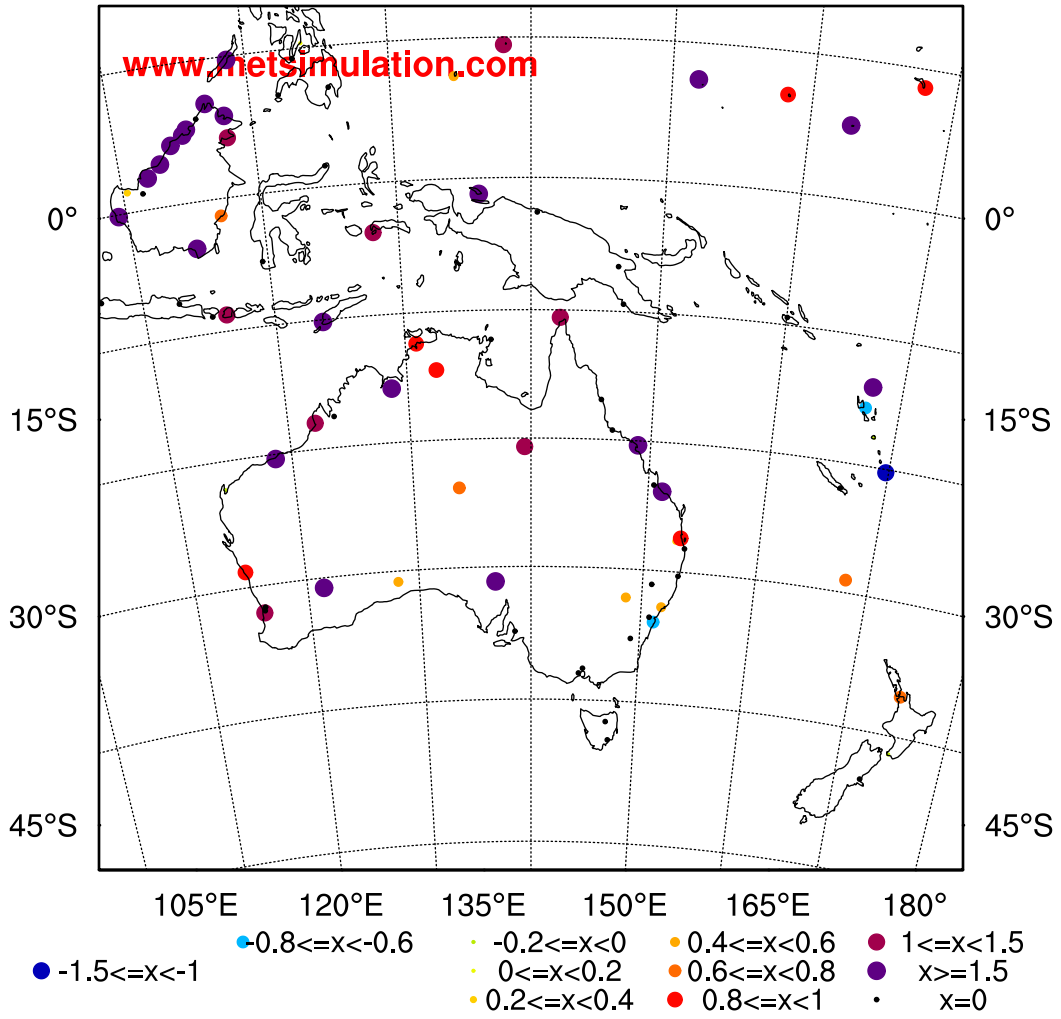 www.metsimulation.com
0° 0°
15°S 15°S
30°S 30°S
45°S 45°S
105°E 120°E 135°E 150°E 165°E 180°
-0.8<=x<-0.6 -0.2<=x<0 0.4<=x<0.6 1<=x<1.5
-1.5<=x<-1 0<=x<0.2 0.6<=x<0.8 x>=1.5
0.2<=x<0.4 0.8<=x<1 x=0